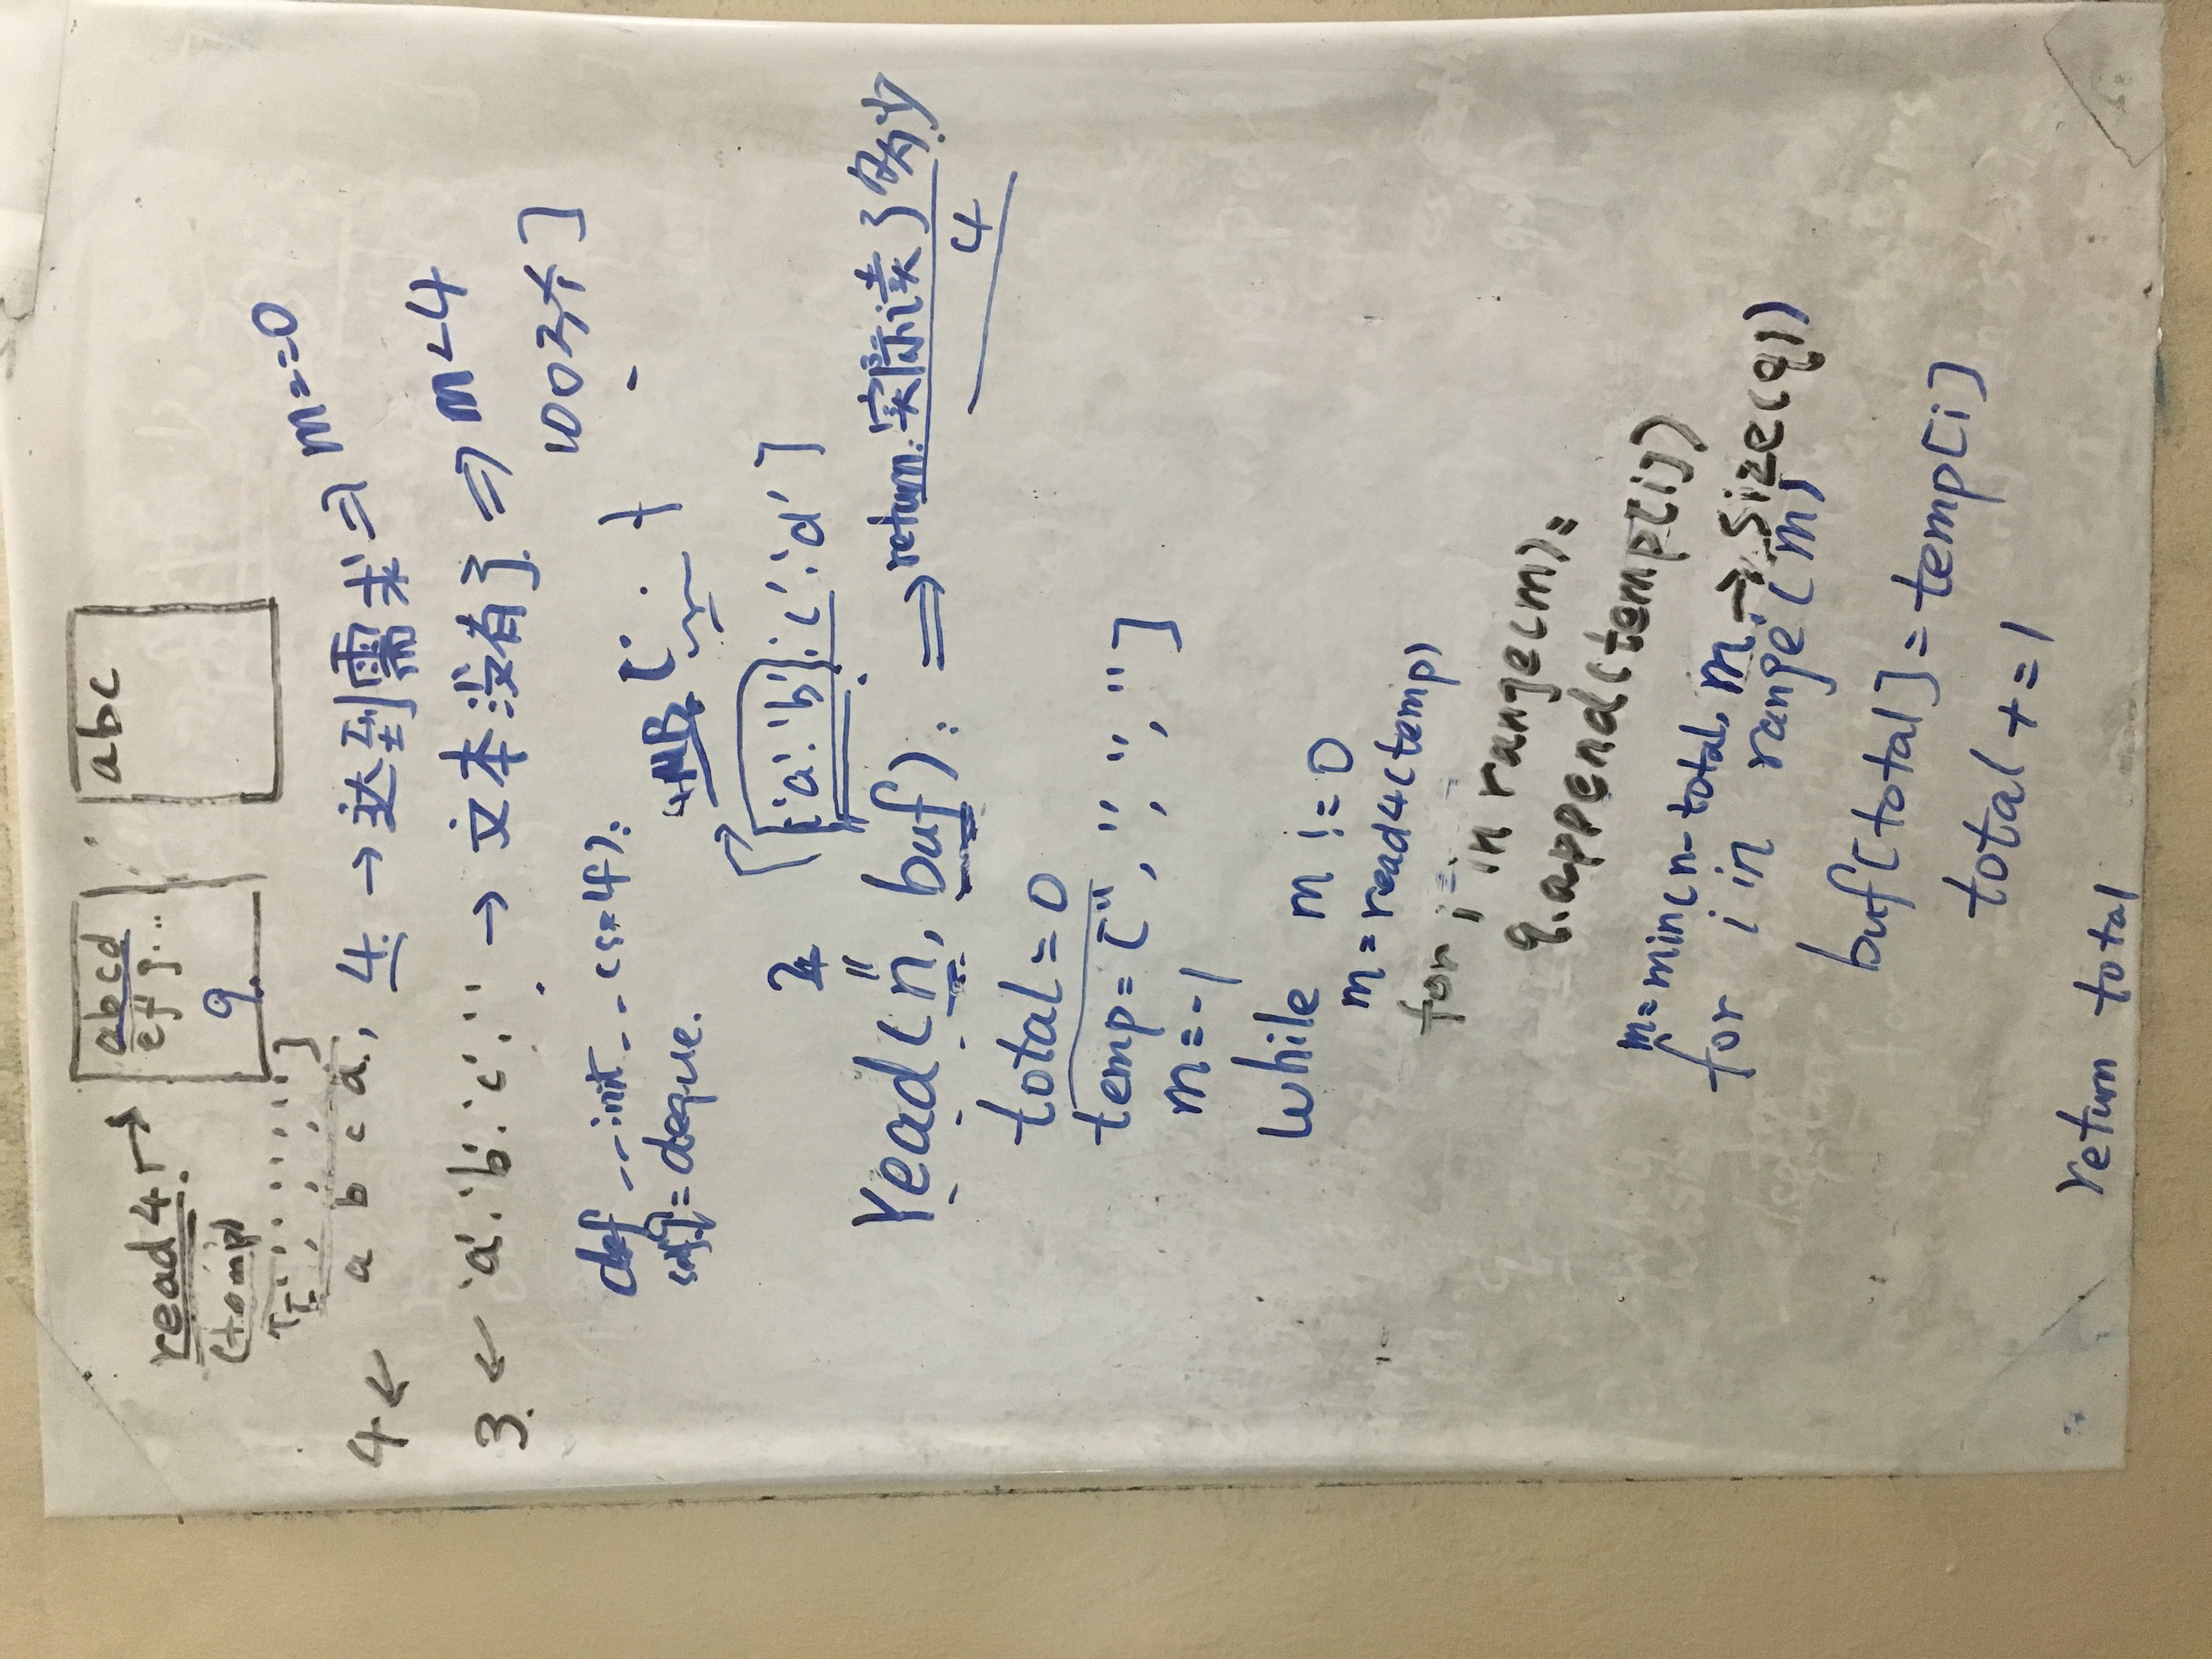 read 4 →
abcd
ef g...
q.
abc
(temp)
['', '', '', '']
4 ← a b c d, 4 → 达到需求 ⇒ m==0
3 ← 'a'. 'b'. 'c'. '' → 文本没有了 ⇒ m<4
100多个]
def __init__(self):
self.q = deque.
4MB
['a'. 'b'. 'c'. 'd']
read(n, buf): ⇒ return. 实际读了多少
4
total = 0
temp = ['', '', '', '']
m = -1
while m != 0
m = read4(temp)
for i in range(m):
q.append(temp[i])
m = min(n-total, m → size(q))
for i in range(m)
buf[total] = temp[i]
total += 1
return total